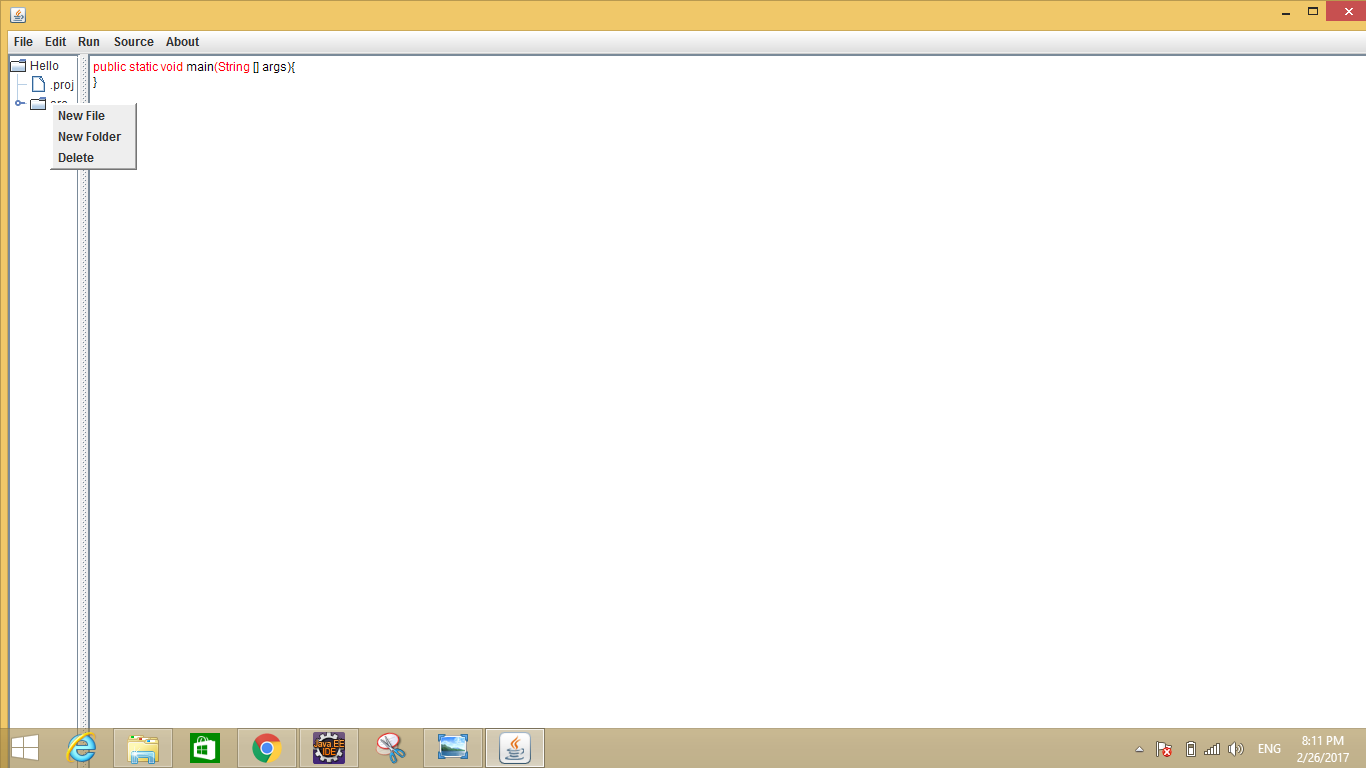 File Edit Run Source About
Hello
.proj
New File
New Folder
Delete
public static void main(String [] args){
}
Java EE
IDE
ENG
8:11 PM
2/26/2017